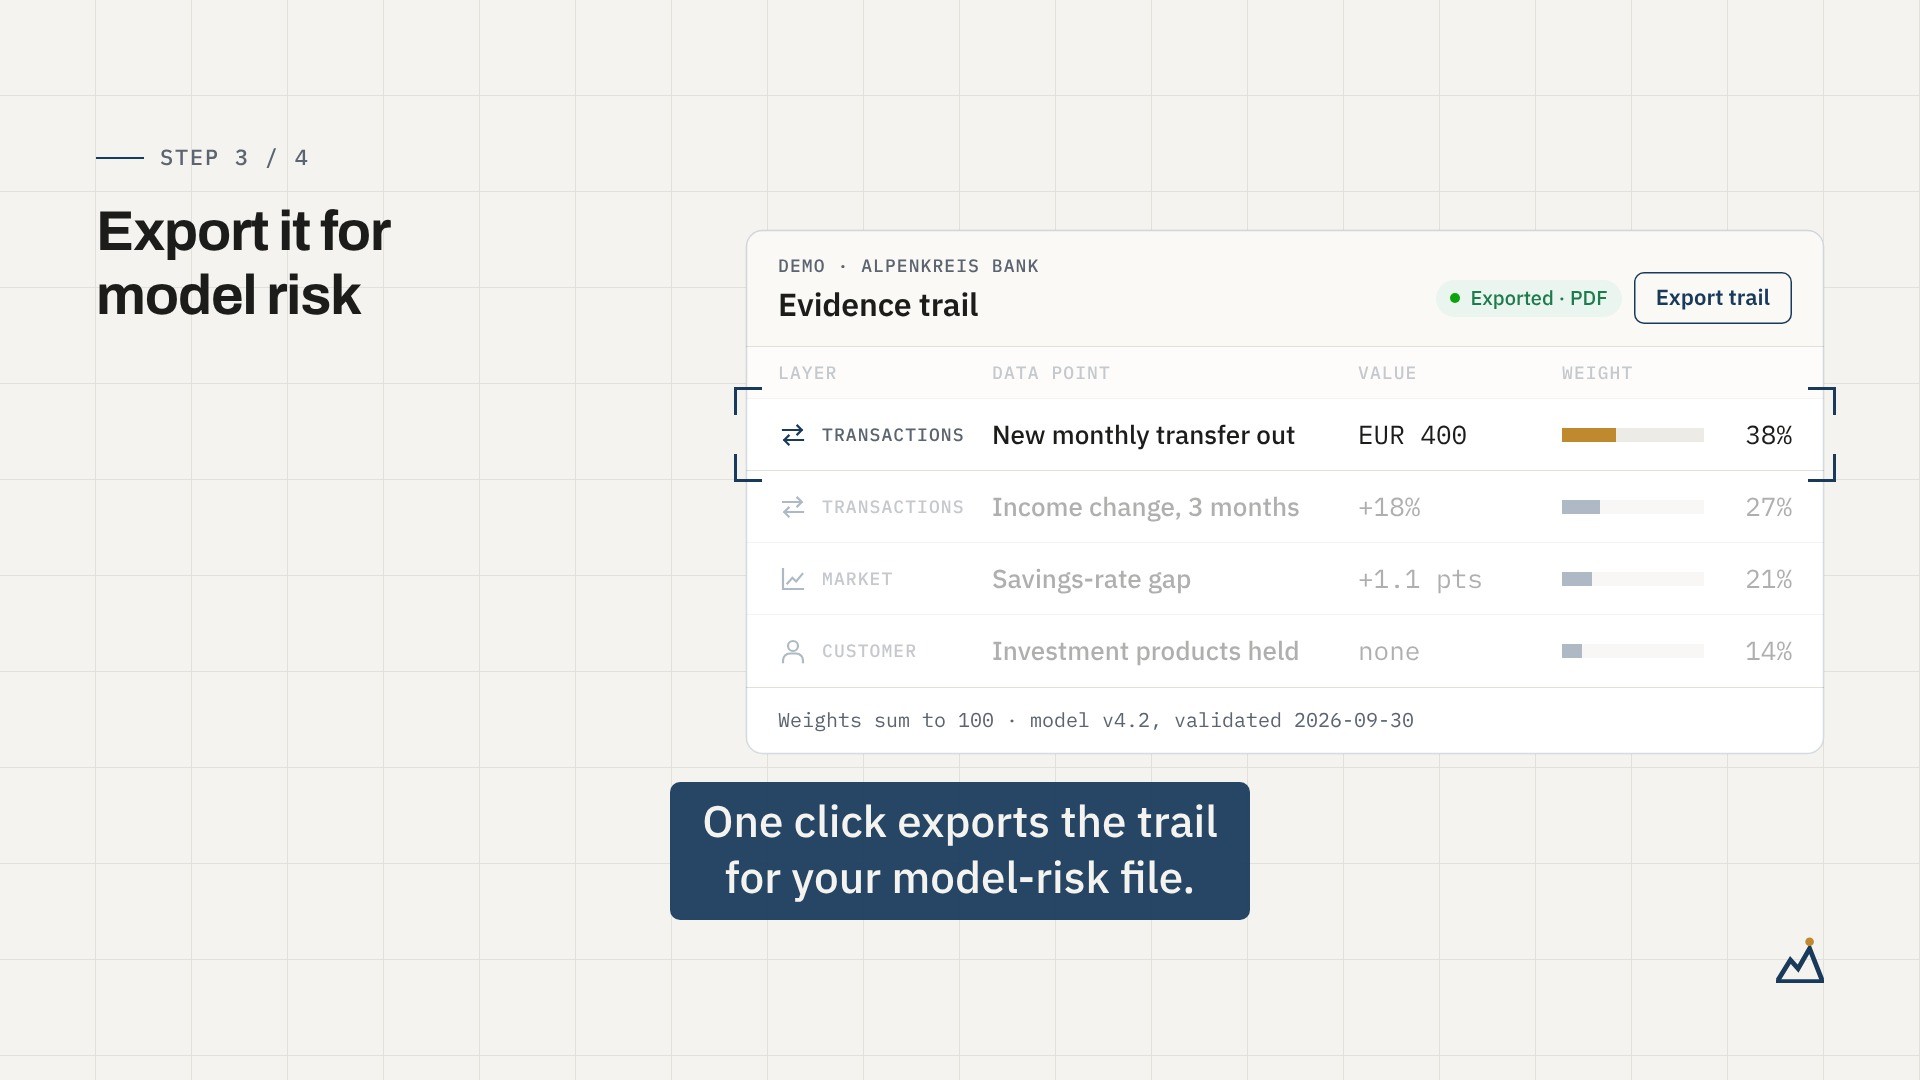 STEP 3 / 4
Export it for
model risk
DEMO · ALPENKREIS BANK
Evidence trail
Exported · PDF
Export trail
LAYER DATA POINT VALUE WEIGHT
TRANSACTIONS New monthly transfer out EUR 400 38%
TRANSACTIONS Income change, 3 months +18% 27%
MARKET Savings-rate gap +1.1 pts 21%
CUSTOMER Investment products held none 14%
Weights sum to 100 · model v4.2, validated 2026-09-30
One click exports the trail
for your model-risk file.